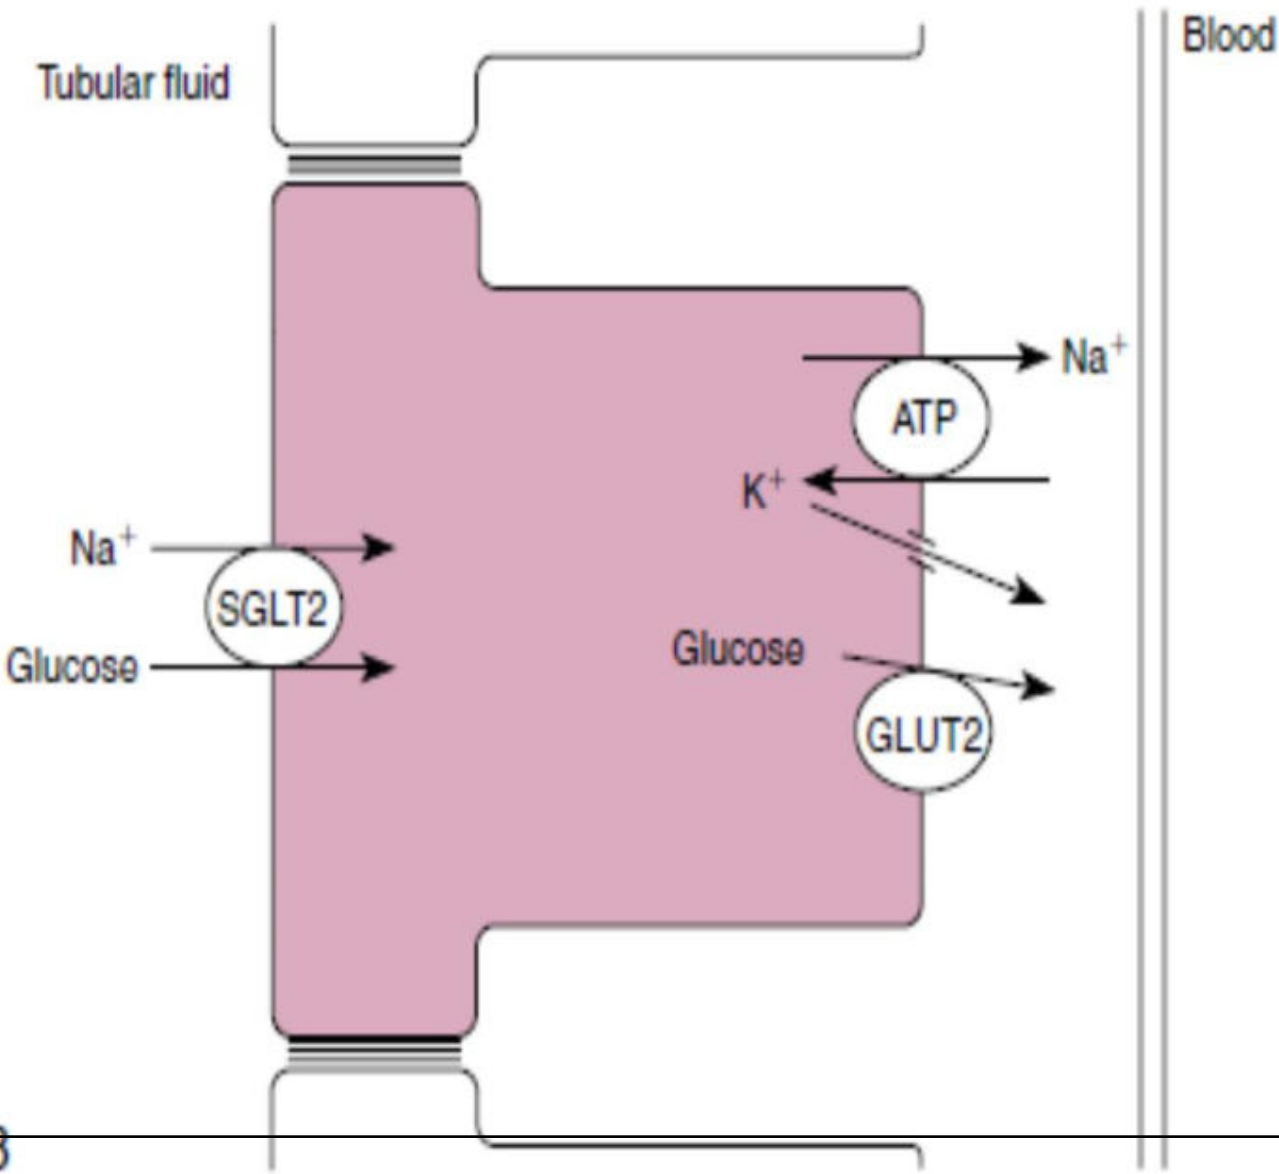 Blood
Tubular fluid
Na+
ATP
K+
Na+
SGLT2
Glucose
Glucose
GLUT2